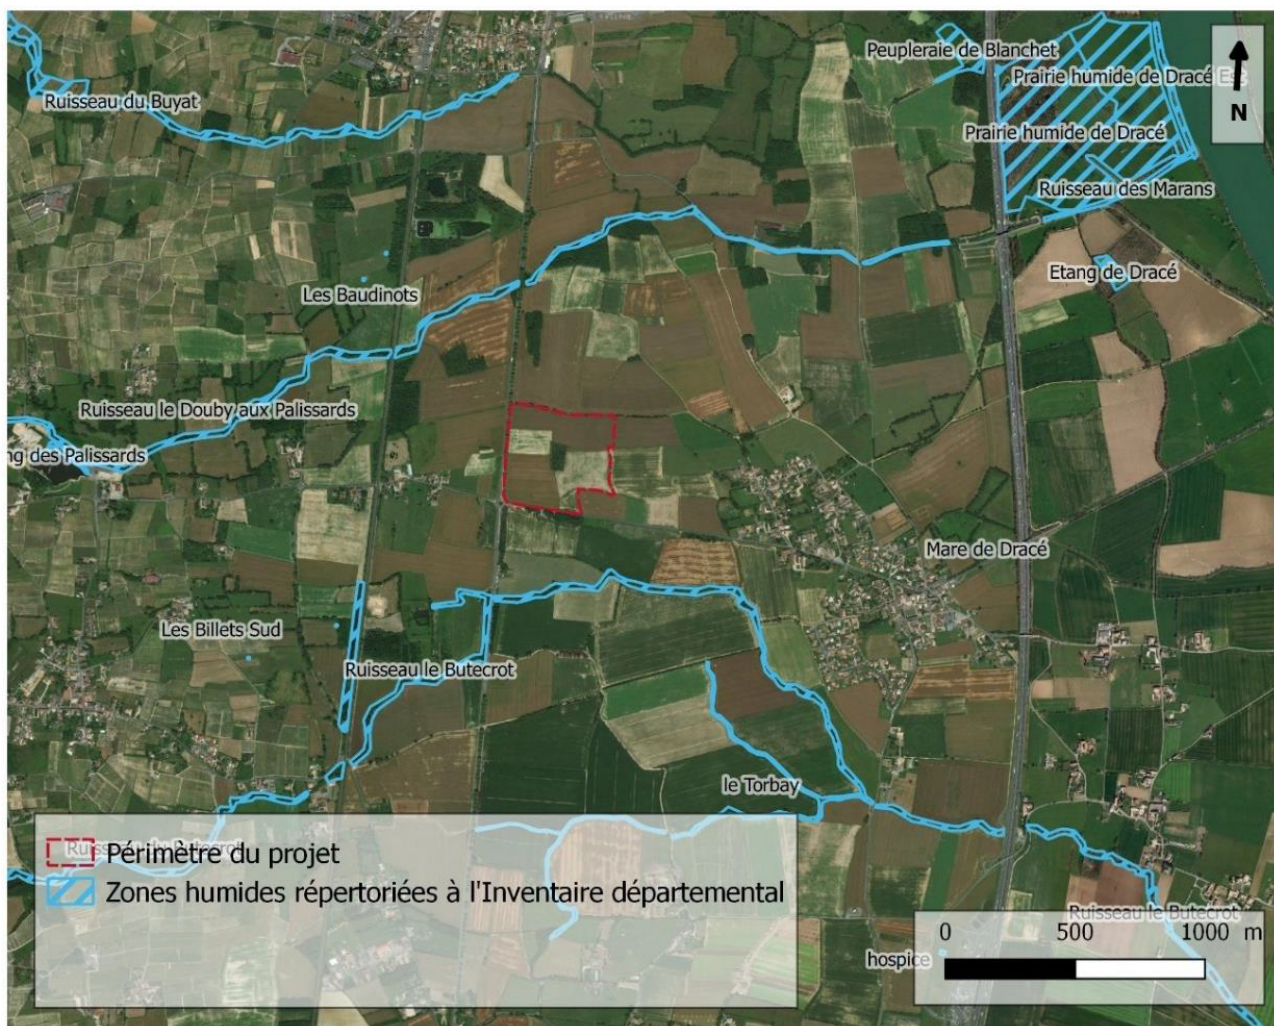 Peupleraie de Blanchet
Prairie humide de Dracé Est
N
Ruisseau du Buyat
Prairie humide de Dracé
Ruisseau des Marans
Etang de Dracé
Les Baudinots
Ruisseau le Douby aux Palissards
ng des Palissards
Mare de Dracé
Les Billets Sud
Ruisseau le Butecrot
le Torbay
Périmètre du projet
Zones humides répertoriées à l'Inventaire départemental
Ruisseau le Butecrot
hospice
0 500 1000 m